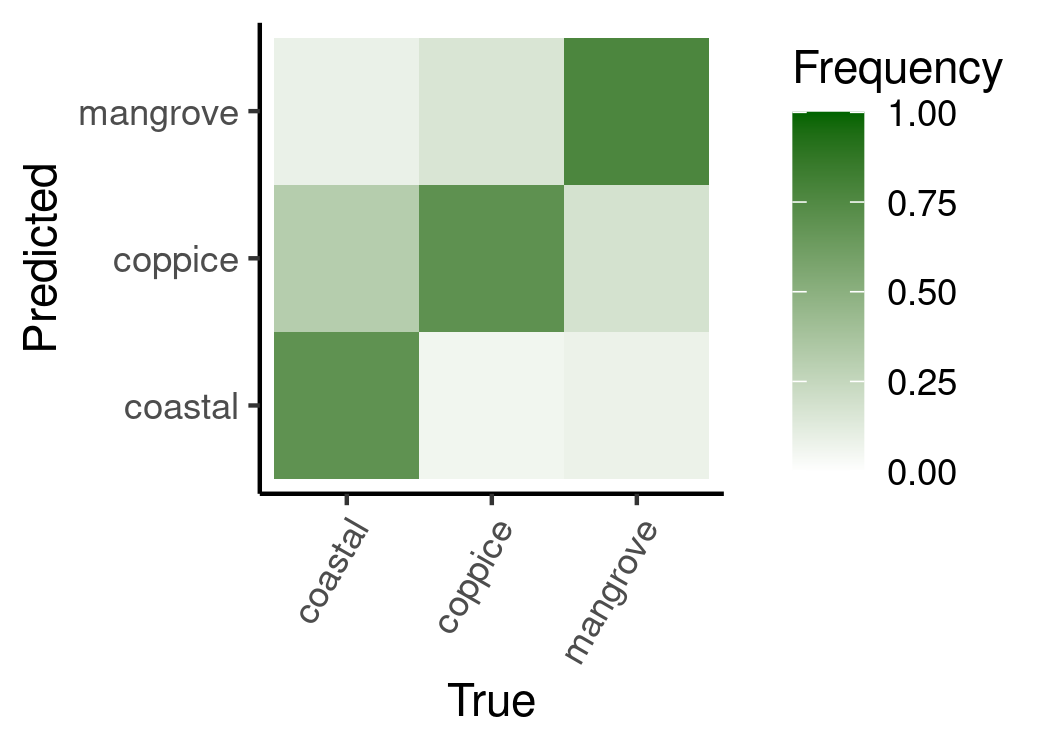 Predicted
mangrove
coppice
coastal
coastal
coppice
mangrove
True
Frequency
1.00
0.75
0.50
0.25
0.00